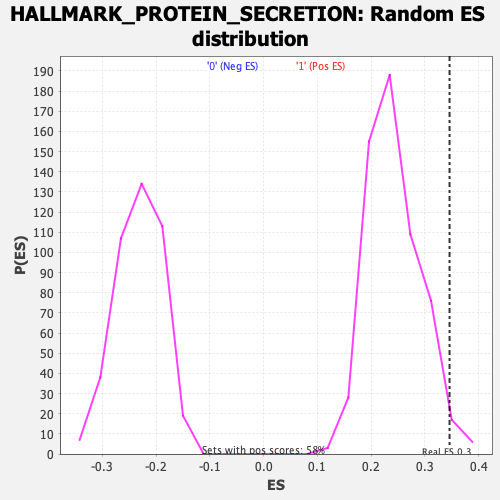 HALLMARK_PROTEIN_SECRETION: Random ES
distribution
'0' (Neg ES) '1' (Pos ES)
190
180
170
160
150
140
130
120
110
100
90
80
70
60
50
40
30
20
10
0
P(ES)
Sets with pos scores: 58%
Real ES 0.3
-0.3 -0.2 -0.1 0.0 0.1 0.2 0.3 0.4
ES